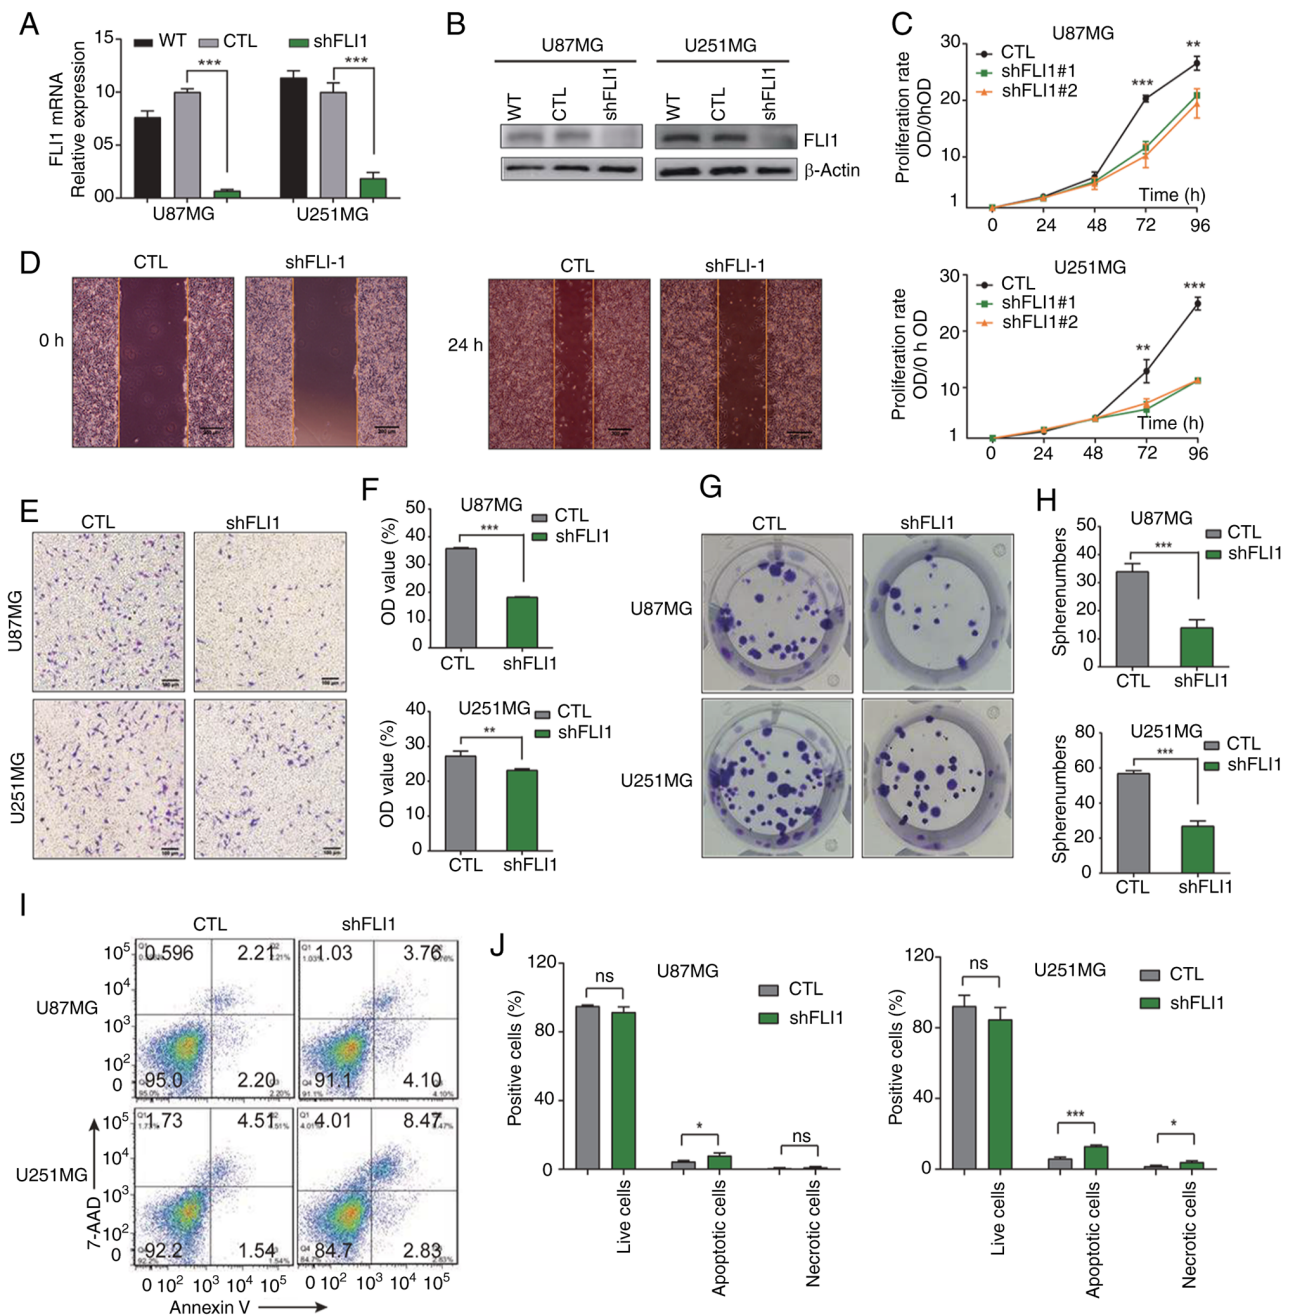 A
FLI1 mRNA
Relative expression
15
10
05
00
WT
CTL
shFLI1
***
***
U87MG
U251MG
B
U87MG
U251MG
WT
CTL
shFLI1
WT
CTL
shFLI1
FLI1
β-Actin
C
U87MG
Proliferation rate
OD/0hOD
30
20
10
1
CTL
shFLI1#1
shFLI1#2
***
**
Time (h)
0 24 48 72 96
U251MG
Proliferation rate
OD/0 h OD
30
20
10
1
CTL
shFLI1#1
shFLI1#2
**
***
Time (h)
0 24 48 72 96
D
CTL
shFLI-1
CTL
shFLI-1
0 h
24 h
E
CTL
shFLI1
U87MG
U251MG
100 μm
100 μm
100 μm
100 μm
F
U87MG
OD value (%)
50
40
30
20
10
0
CTL
shFLI1
***
CTL
shFLI1
U251MG
OD value (%)
40
30
20
10
0
CTL
shFLI1
**
CTL
shFLI1
G
CTL
shFLI1
U87MG
U251MG
H
U87MG
Spherenumbers
50
40
30
20
10
0
CTL
shFLI1
***
CTL
shFLI1
U251MG
Spherenumbers
80
60
40
20
0
CTL
shFLI1
***
CTL
shFLI1
I
CTL
shFLI1
U87MG
10⁵
10⁴
10³
10²
0
0.596 2.21
95.0 2.20
1.03 3.76
91.1 4.10
U251MG
10⁵
10⁴
10³
10²
0
1.73 4.51
92.2 1.54
4.01 8.47
84.7 2.83
7-AAD
0 10² 10³ 10⁴ 10⁵
0 10² 10³ 10⁴ 10⁵
Annexin V
J
U87MG
Positive cells (%)
120
80
40
0
CTL
shFLI1
ns
*
ns
Live cells
Apoptotic cells
Necrotic cells
U251MG
Positive cells (%)
120
80
40
0
CTL
shFLI1
ns
***
*
Live cells
Apoptotic cells
Necrotic cells